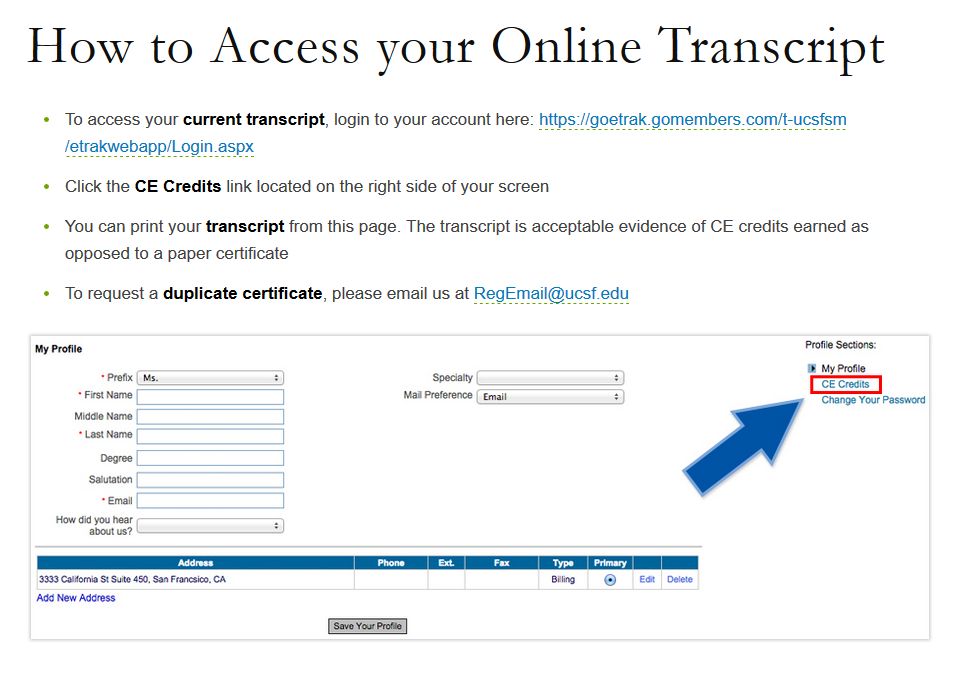 How to Access your Online Transcript
To access your current transcript, login to your account here: https://goetrak.gomembers.com/t-ucsfsm
/etrakwebapp/Login.aspx
Click the CE Credits link located on the right side of your screen
You can print your transcript from this page. The transcript is acceptable evidence of CE credits earned as
opposed to a paper certificate
To request a duplicate certificate, please email us at RegEmail@ucsf.edu
My Profile
Profile Sections:
My Profile
CE Credits
Change Your Password
* Prefix Ms.
* First Name
Middle Name
* Last Name
Degree
Salutation
* Email
How did you hear
about us?
Specialty
Mail Preference Email
Address Phone Ext. Fax Type Primary
3333 California St Suite 450, San Francsico, CA Billing Edit Delete
Add New Address
Save Your Profile